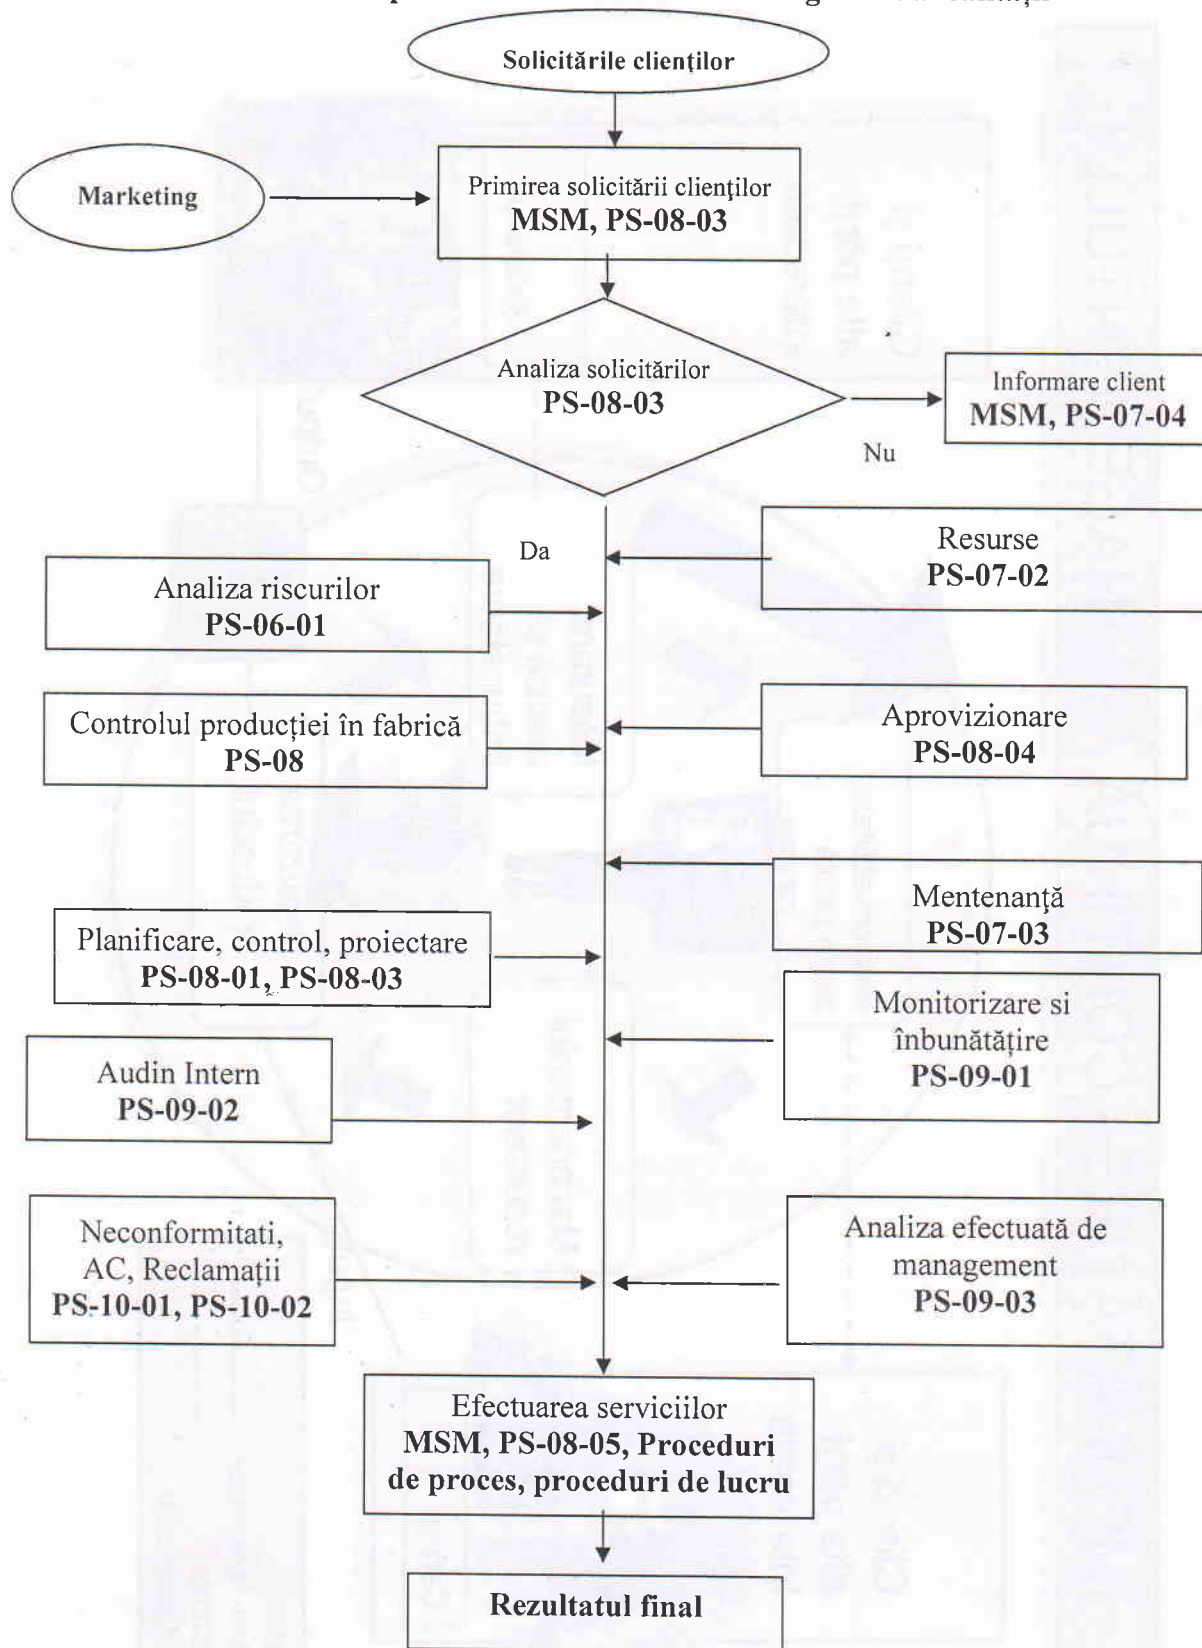 Solicitările clienților
Marketing
Primirea solicitării clienţilor
MSM, PS-08-03
Analiza solicitărilor
PS-08-03
Informare client
MSM, PS-07-04
Nu
Da
Resurse
PS-07-02
Analiza riscurilor
PS-06-01
Controlul producției în fabrică
PS-08
Aprovizionare
PS-08-04
Mentenanţă
PS-07-03
Planificare, control, proiectare
PS-08-01, PS-08-03
Monitorizare si
înbunătățire
PS-09-01
Audin Intern
PS-09-02
Neconformitati,
AC, Reclamații
PS-10-01, PS-10-02
Analiza efectuată de
management
PS-09-03
Efectuarea serviciilor
MSM, PS-08-05, Proceduri
de proces, proceduri de lucru
Rezultatul final